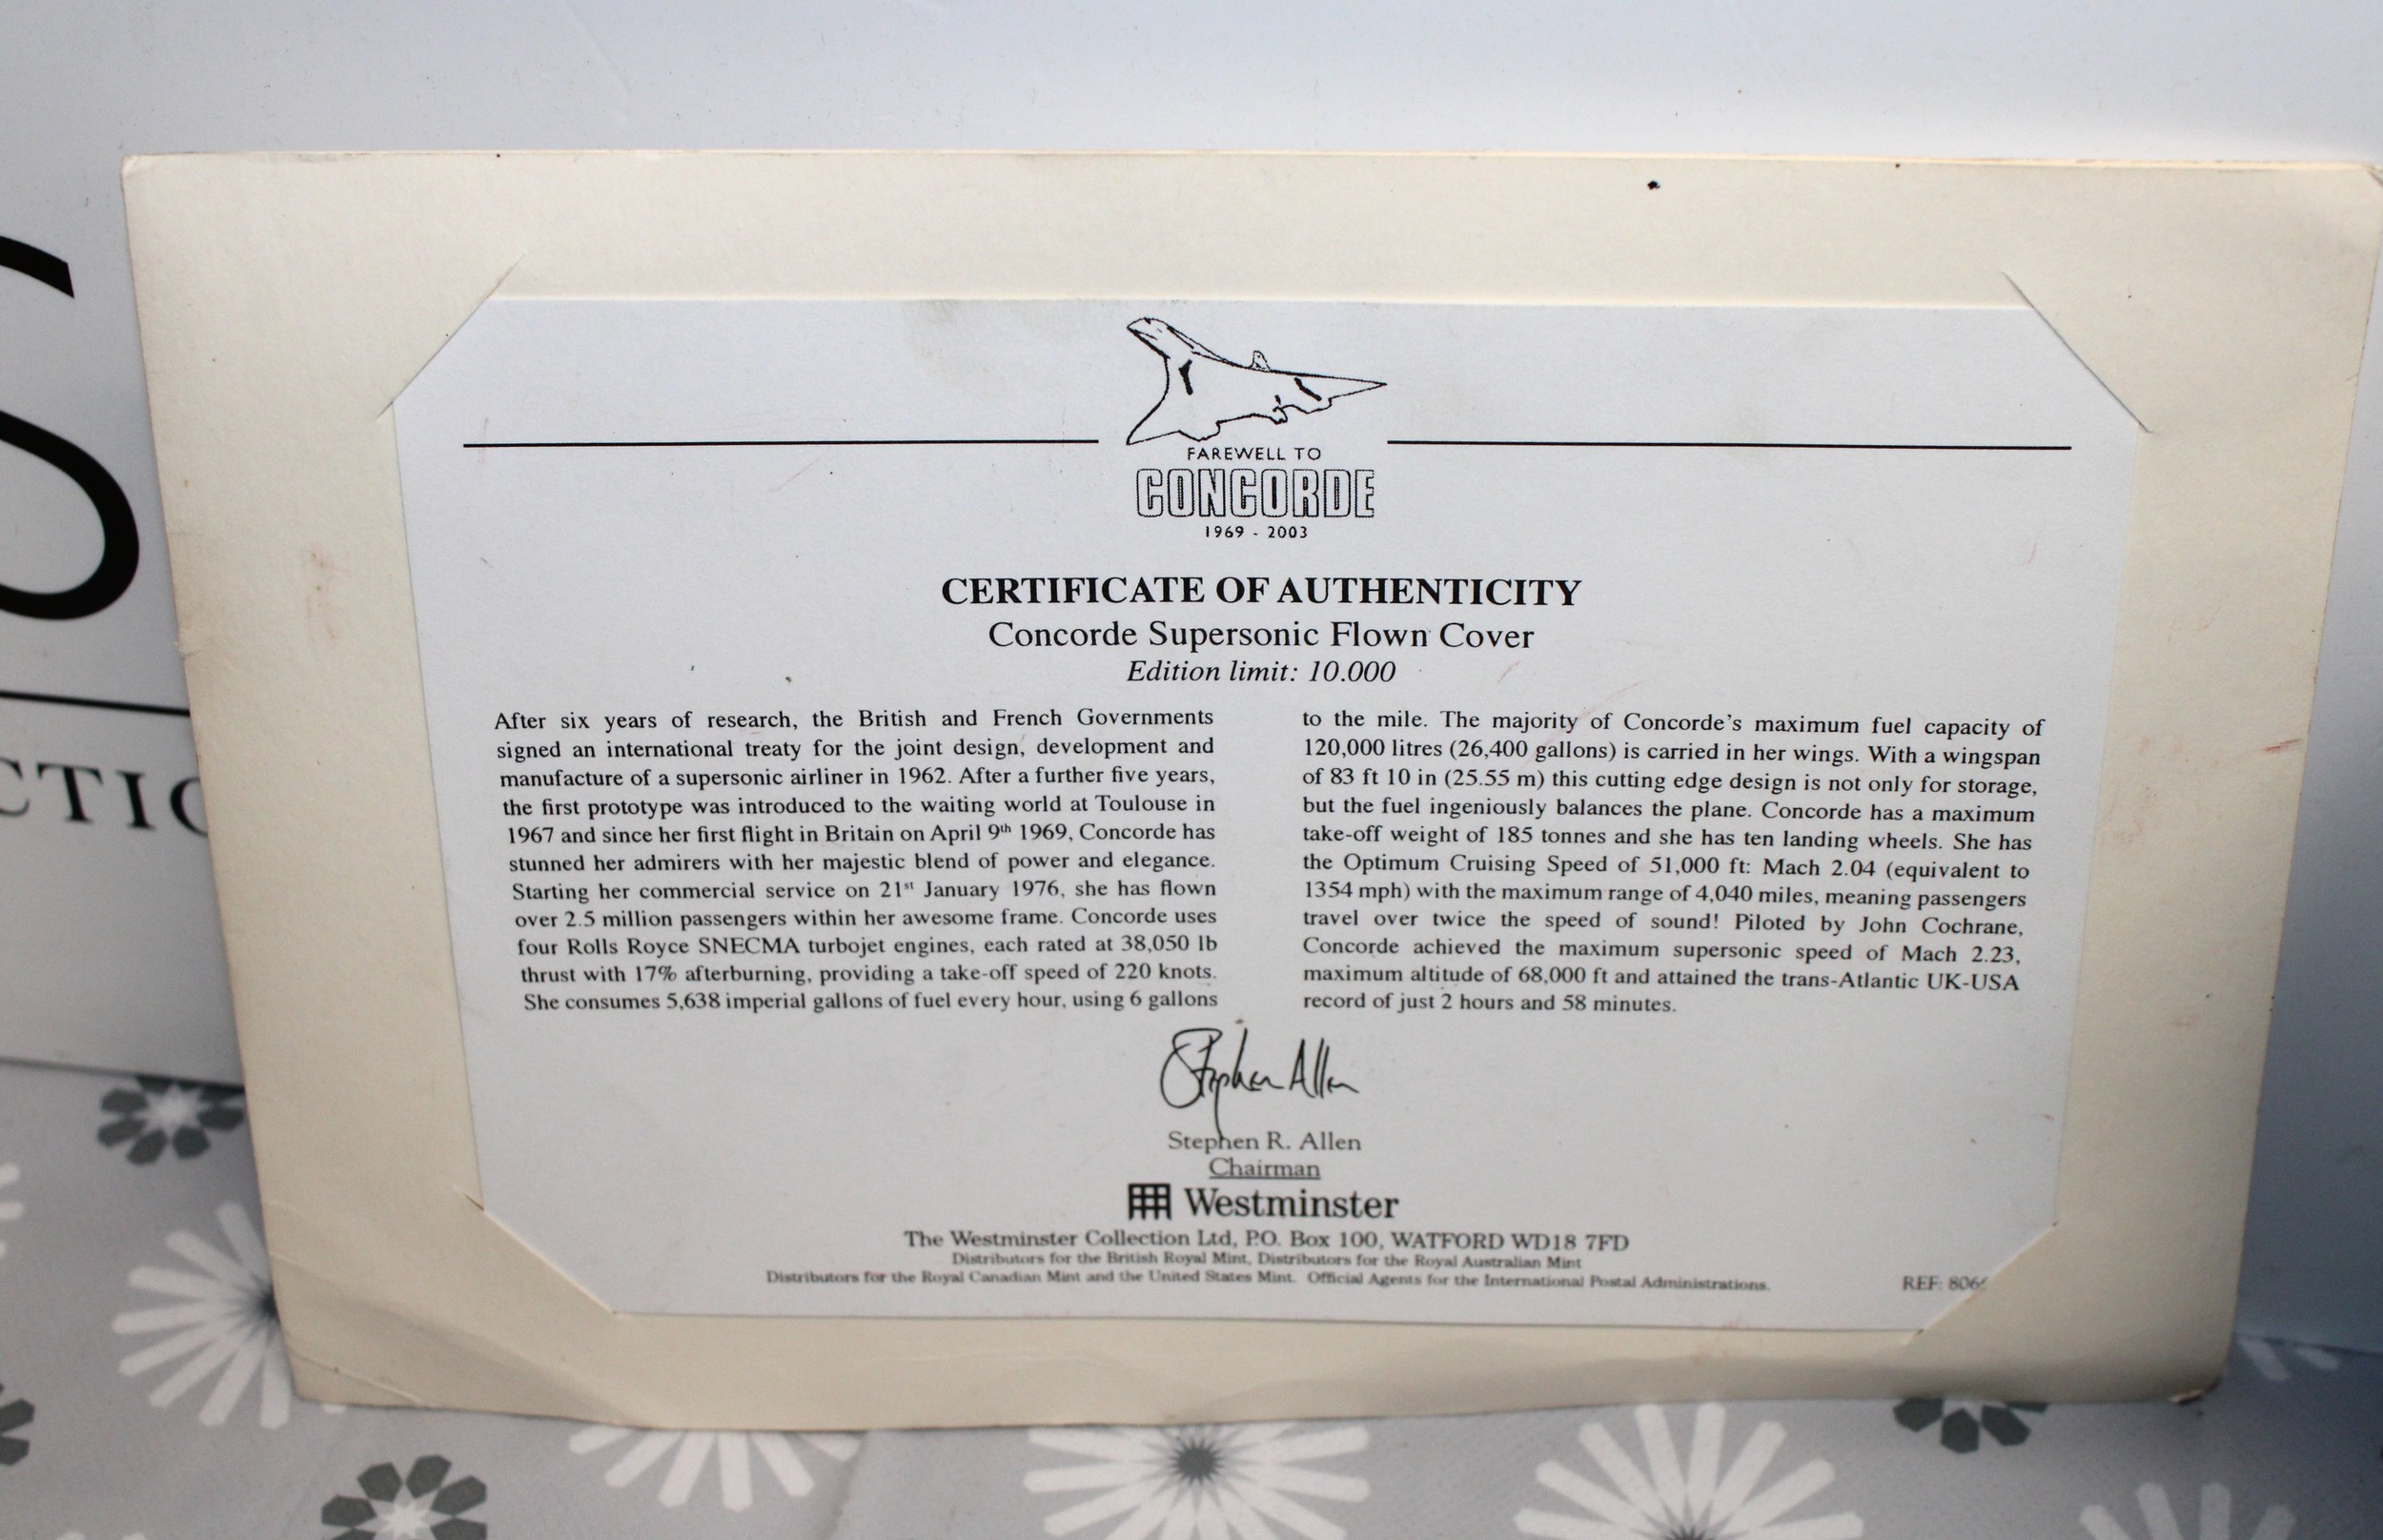 S
CTIO
FAREWELL TO
CONCORDE
1969 - 2003
CERTIFICATE OF AUTHENTICITY
Concorde Supersonic Flown Cover
Edition limit: 10.000
After six years of research, the British and French Governments
signed an international treaty for the joint design, development and
manufacture of a supersonic airliner in 1962. After a further five years,
the first prototype was introduced to the waiting world at Toulouse in
1967 and since her first flight in Britain on April 9th 1969, Concorde has
stunned her admirers with her majestic blend of power and elegance.
Starting her commercial service on 21st January 1976, she has flown
over 2.5 million passengers within her awesome frame. Concorde uses
four Rolls Royce SNECMA turbojet engines, each rated at 38,050 lb
thrust with 17% afterburning, providing a take-off speed of 220 knots.
She consumes 5,638 imperial gallons of fuel every hour, using 6 gallons
to the mile. The majority of Concorde's maximum fuel capacity of
120,000 litres (26,400 gallons) is carried in her wings. With a wingspan
of 83 ft 10 in (25.55 m) this cutting edge design is not only for storage,
but the fuel ingeniously balances the plane. Concorde has a maximum
take-off weight of 185 tonnes and she has ten landing wheels. She has
the Optimum Cruising Speed of 51,000 ft: Mach 2.04 (equivalent to
1354 mph) with the maximum range of 4,040 miles, meaning passengers
travel over twice the speed of sound! Piloted by John Cochrane,
Concorde achieved the maximum supersonic speed of Mach 2.23,
maximum altitude of 68,000 ft and attained the trans-Atlantic UK-USA
record of just 2 hours and 58 minutes.
Stephen Allen
Stephen R. Allen
Chairman
Westminster
The Westminster Collection Ltd, P.O. Box 100, WATFORD WD18 7FD
Distributors for the British Royal Mint, Distributors for the Royal Australian Mint
Distributors for the Royal Canadian Mint and the United States Mint. Official Agents for the International Postal Administrations.
REF: 806